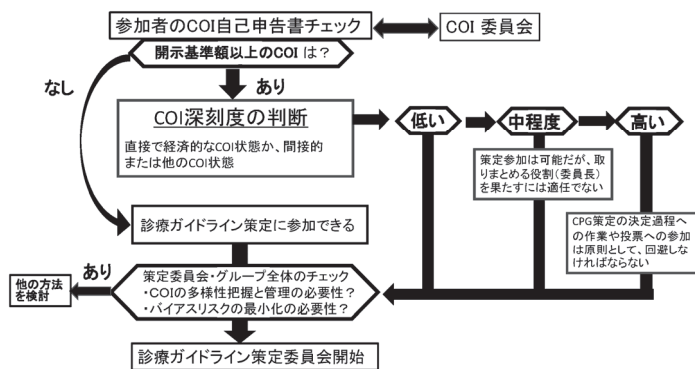 参加者のCOI自己申告書チェック
COI 委員会
開示基準額以上のCOI は？
なし
あり
COI深刻度の判断
直接で経済的なCOI状態か、間接的
または他のCOI状態
低い
中程度
高い
策定参加は可能だが、取
りまとめる役割(委員長)
を果たすには適任でない
CPG策定の決定過程への
の作業や投票への参加
は原則として、回避しな
ければならない
診療ガイドライン策定に参加できる
あり
他の方法
を検討
策定委員会・グループ全体のチェック
・COIの多様性把握と管理の必要性？
・バイアスリスクの最小化の必要性？
診療ガイドライン策定委員会開始